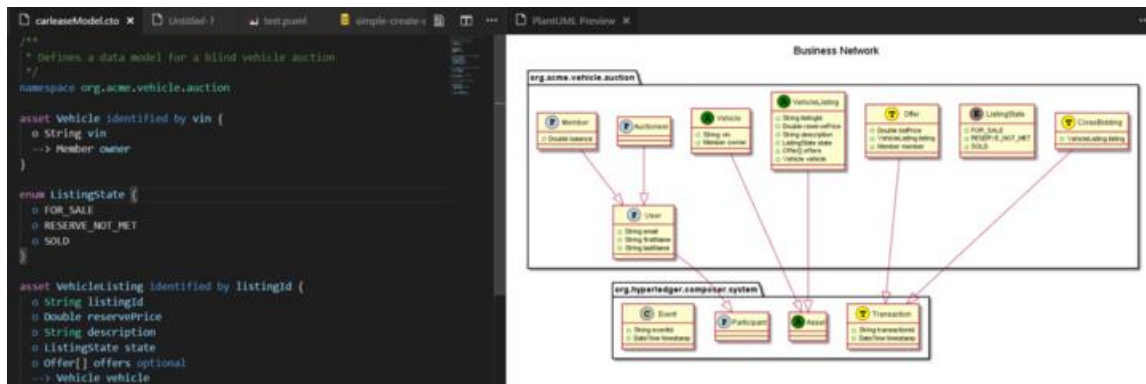 carleaseModel.cto
Untitled-1
test.puml
simple-create-s
PlantUML Preview
/**
* Defines a data model for a blind vehicle auction
*/
namespace org.acme.vehicle.auction
asset Vehicle identified by vin {
o String vin
--> Member owner
}
enum ListingState {
o FOR_SALE
o RESERVE_NOT_MET
o SOLD
}
asset VehicleListing identified by listingId {
o String listingId
o Double reservePrice
o String description
o ListingState state
o Offer[] offers optional
--> Vehicle vehicle
Business Network
org.acme.vehicle.auction
P Member
Double balance
P Auctioneer
A Vehicle
String vin
Member owner
A VehicleListing
String listingId
Double reservePrice
String description
ListingState state
Offer[] offers
Vehicle vehicle
T Offer
Double bidPrice
VehicleListing listing
Member member
E ListingState
FOR_SALE
RESERVE_NOT_MET
SOLD
T CloseBidding
VehicleListing listing
P User
String email
String firstName
String lastName
org.hyperledger.composer.system
C Event
String eventId
DateTime timestamp
P Participant
A Asset
T Transaction
String transactionId
DateTime timestamp